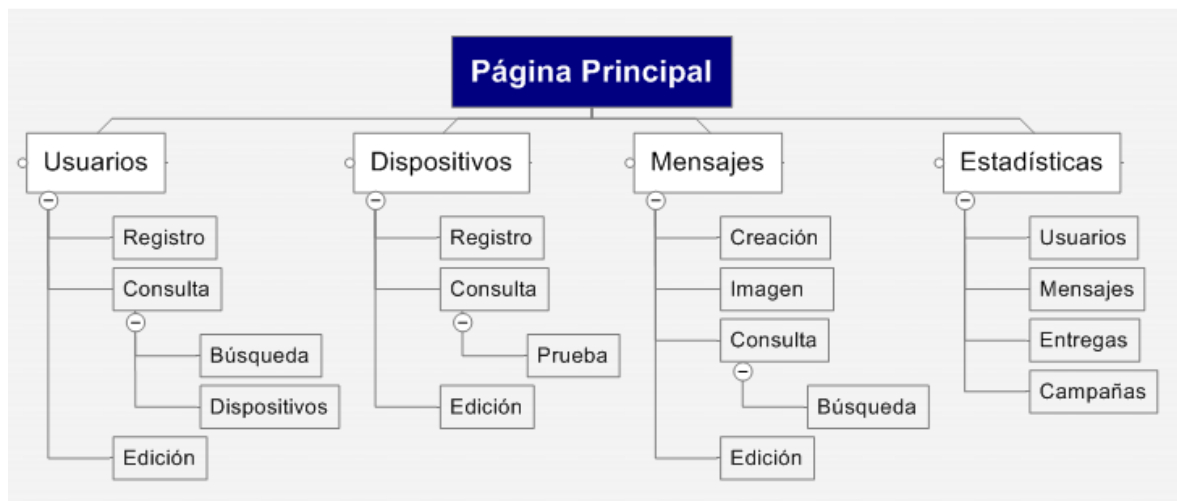 Página Principal
Usuarios
Registro
Consulta
Búsqueda
Dispositivos
Edición
Dispositivos
Registro
Consulta
Prueba
Edición
Mensajes
Creación
Imagen
Consulta
Búsqueda
Edición
Estadísticas
Usuarios
Mensajes
Entregas
Campañas